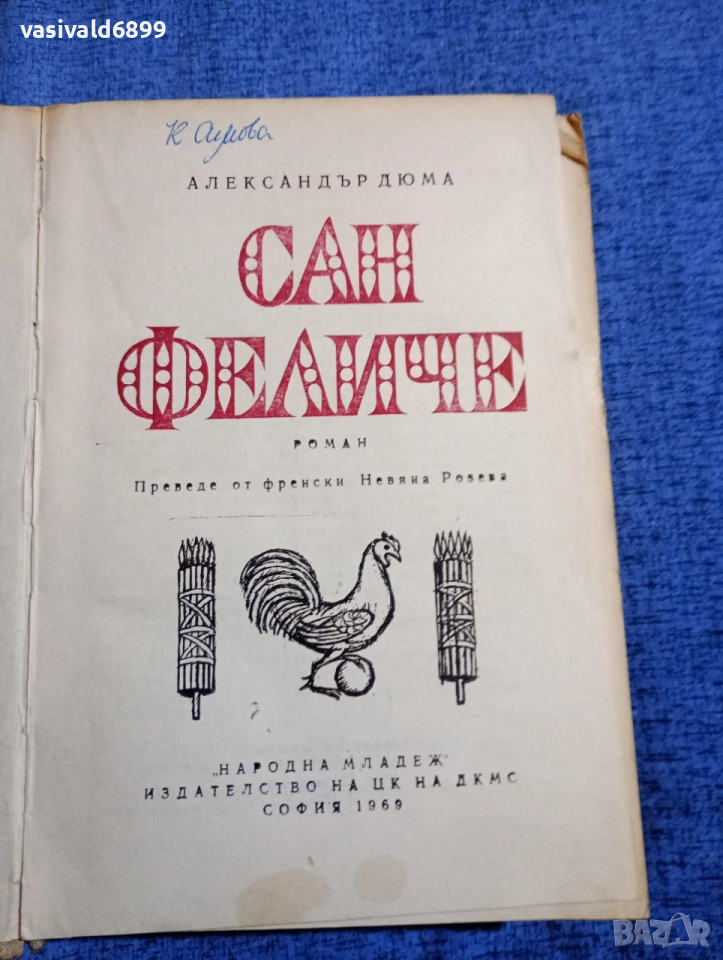 vasivald6899
АЛЕКСАНДЪР ДЮМА
САН
ФЕЛИЧЕ
РОМАН
Преведе от френски Невяна Розева
„НАРОДНА МЛАДЕЖ“
ИЗДАТЕЛСТВО НА ЦК НА ДКМС
СОФИЯ 1969
BAZAR